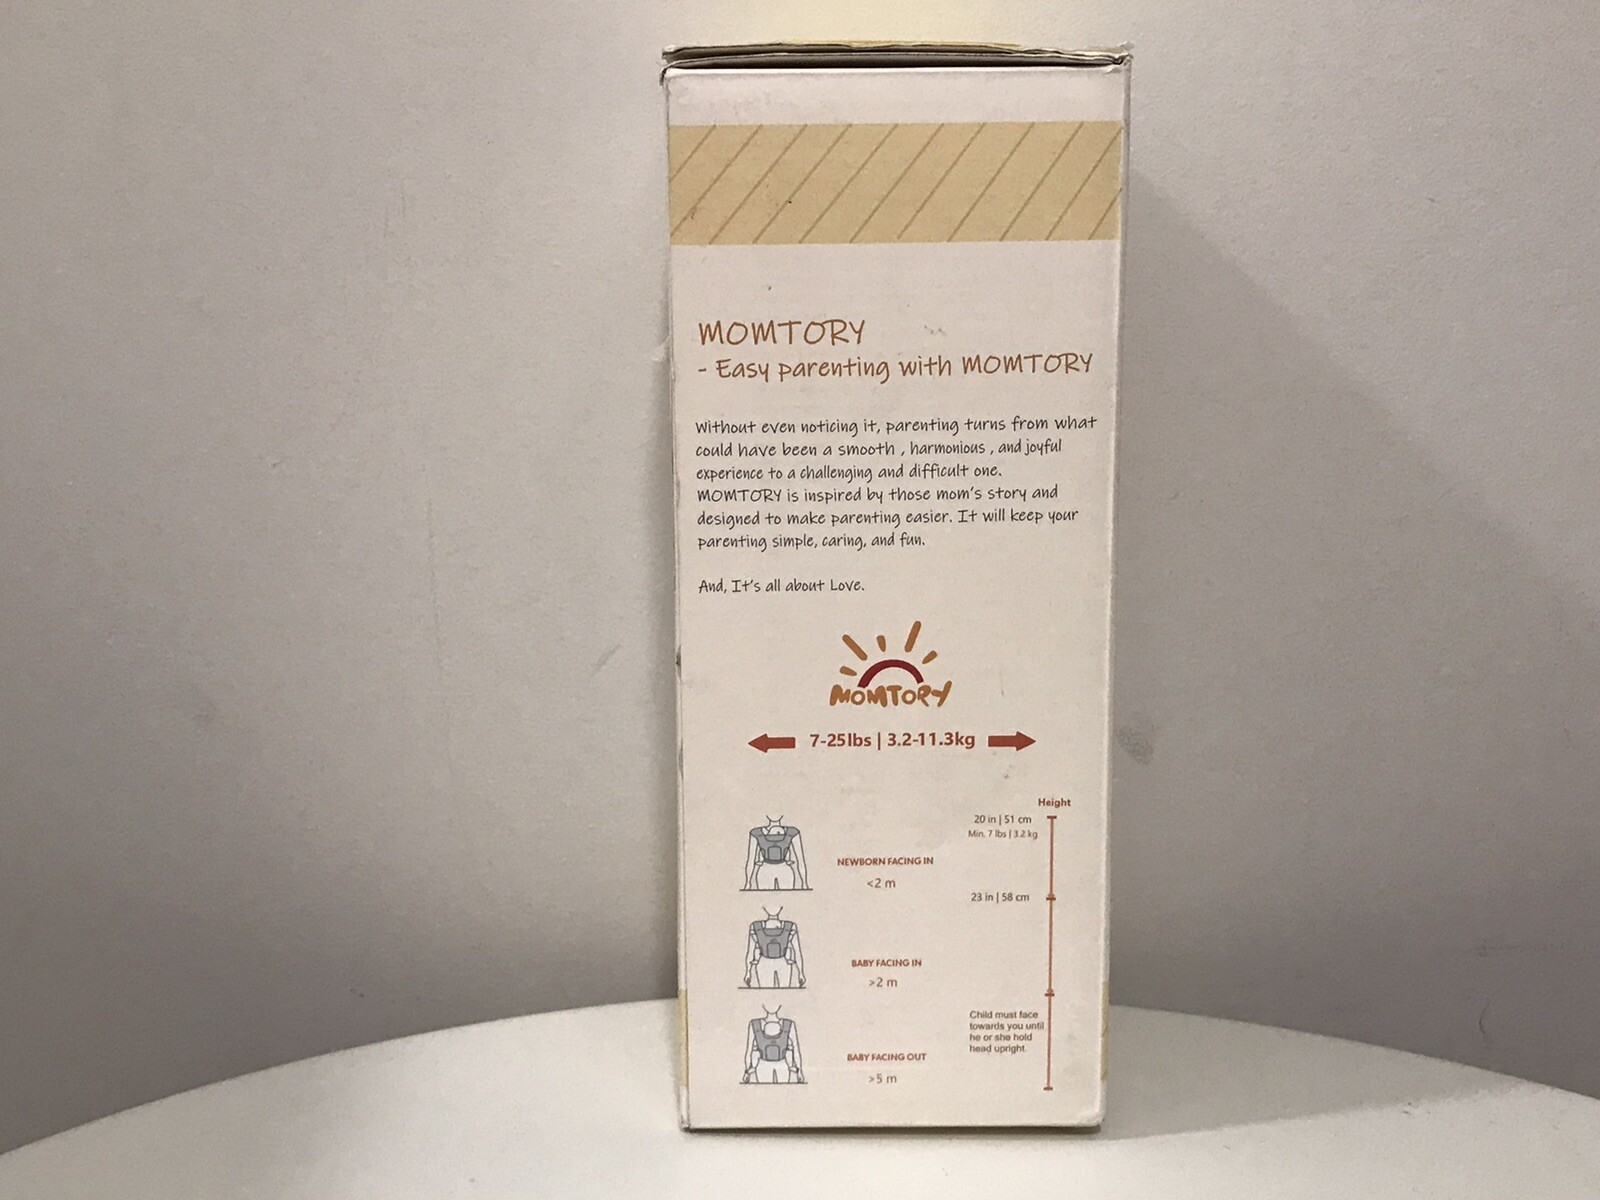 MOMTORY
- Easy parenting with MOMTORY
Without even noticing it, parenting turns from what
could have been a smooth , harmonious , and joyful
experience to a challenging and difficult one.
MOMTORY is inspired by those mom's story and
designed to make parenting easier. It will keep your
parenting simple, caring, and fun.
And, It's all about Love.
MOMTORY
7-25lbs | 3.2-11.3kg
Height
20 in | 51 cm
Min. 7 lbs | 3.2 kg
NEWBORN FACING IN
<2 m
23 in | 58 cm
BABY FACING IN
>2 m
Child must face
towards you until
he or she hold
head upright.
BABY FACING OUT
>5 m